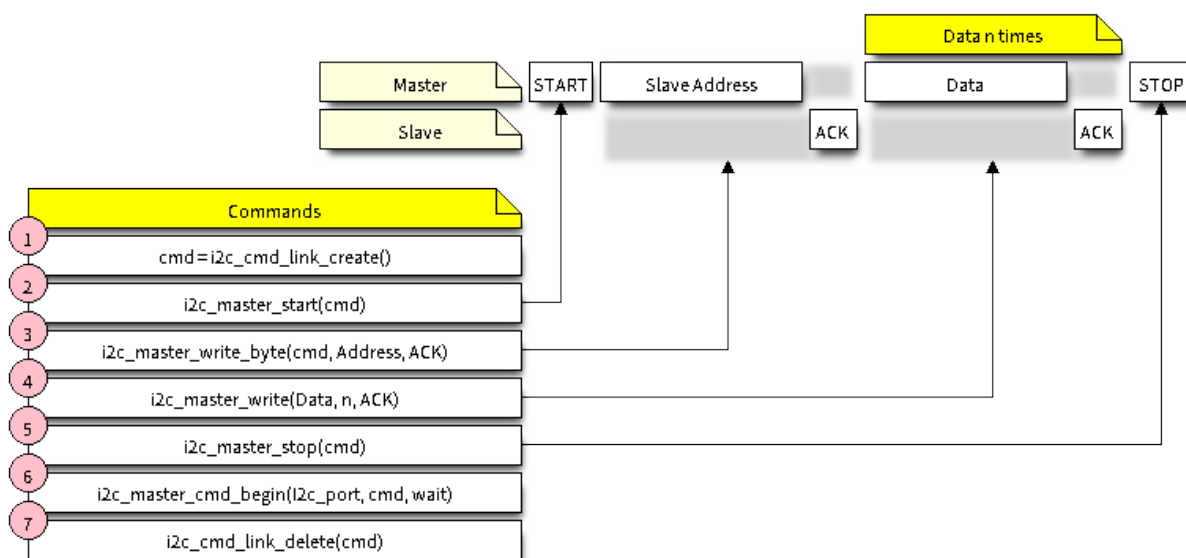 Data n times
Master START Slave Address Data STOP
Slave ACK ACK
Commands
1
cmd=i2c_cmd_link_create()
2
i2c_master_start(cmd)
3
i2c_master_write_byte(cmd, Address, ACK)
4
i2c_master_write(Data, n, ACK)
5
i2c_master_stop(cmd)
6
i2c_master_cmd_begin(I2c_port, cmd, wait)
7
i2c_cmd_link_delete(cmd)